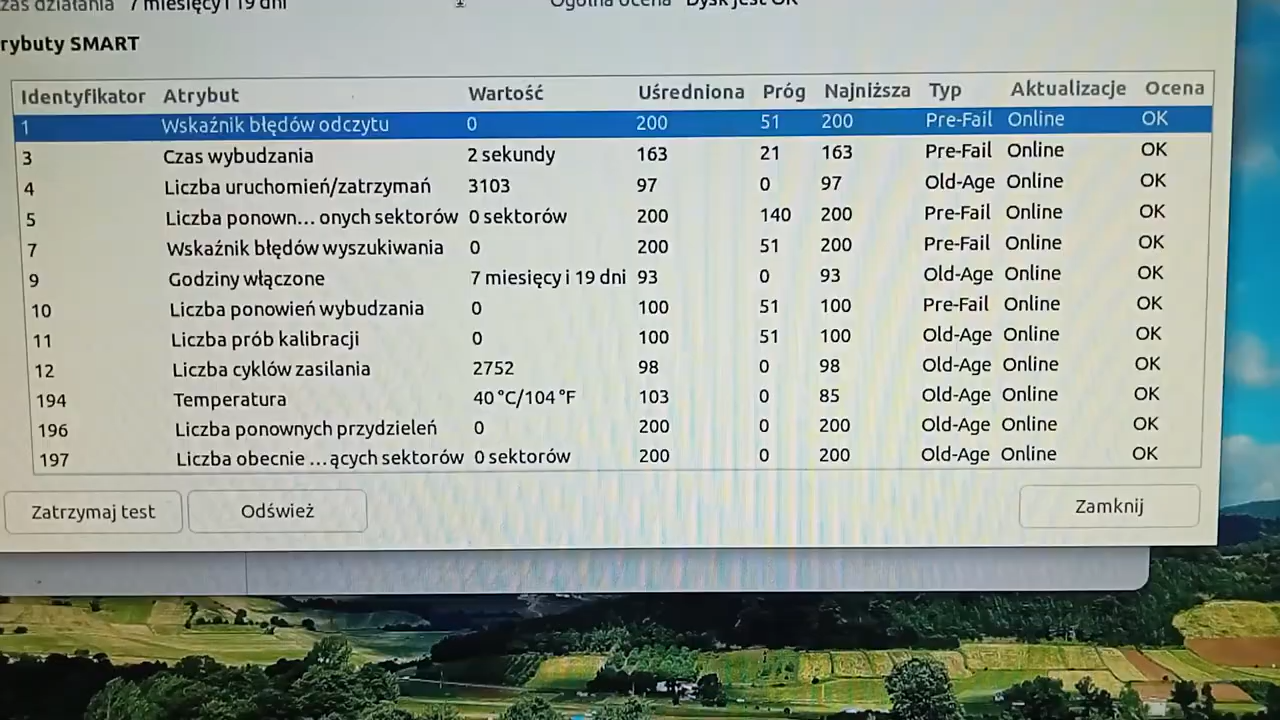 zas działania 7 miesięcy i 19 dni Ogólna ocena Dysk jest OK
rybuty SMART
Identyfikator Atrybut Wartość Uśredniona Próg Najniższa Typ Aktualizacje Ocena
1 Wskaźnik błędów odczytu 0 200 51 200 Pre-Fail Online OK
3 Czas wybudzania 2 sekundy 163 21 163 Pre-Fail Online OK
4 Liczba uruchomień/zatrzymań 3103 97 0 97 Old-Age Online OK
5 Liczba ponown… onych sektorów 0 sektorów 200 140 200 Pre-Fail Online OK
7 Wskaźnik błędów wyszukiwania 0 200 51 200 Pre-Fail Online OK
9 Godziny włączone 7 miesięcy i 19 dni 93 0 93 Old-Age Online OK
10 Liczba ponowień wybudzania 0 100 51 100 Pre-Fail Online OK
11 Liczba prób kalibracji 0 100 51 100 Old-Age Online OK
12 Liczba cyklów zasilania 2752 98 0 98 Old-Age Online OK
194 Temperatura 40 °C/104 °F 103 0 85 Old-Age Online OK
196 Liczba ponownych przydzieleń 0 200 0 200 Old-Age Online OK
197 Liczba obecnie …ących sektorów 0 sektorów 200 0 200 Old-Age Online OK
Zatrzymaj test Odśwież Zamknij